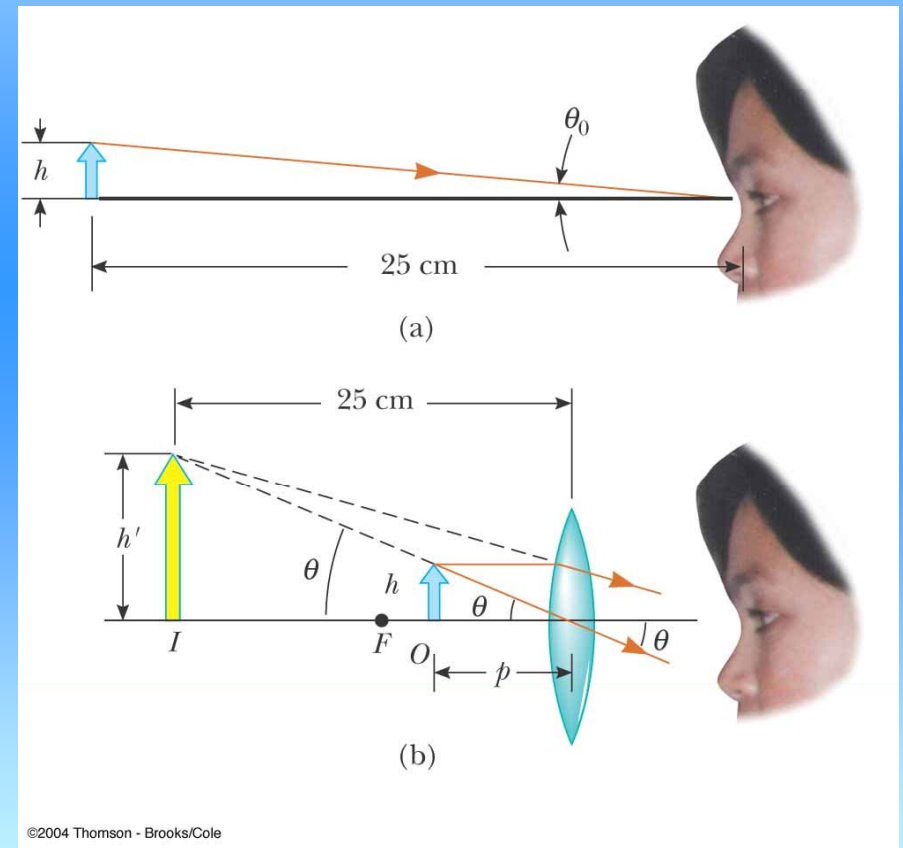 θ₀
h
25 cm
(a)
25 cm
h'
θ
h
θ
θ
I
F
O
p
(b)
©2004 Thomson - Brooks/Cole